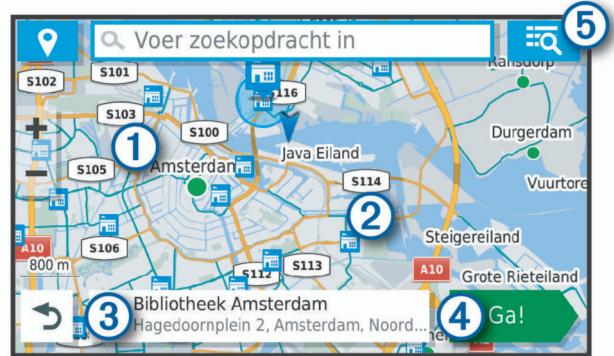 5
Voer zoekopdracht in
Ransdorp
S102
S101
S116
S103
+
1
S100
Durgerdam
Java Eiland
S105
Amsterdam
S114
Vuurtore
2
Steigereiland
S106
A10
S112
S113
A10
800 m
Grote Rieteiland
3
Bibliotheek Amsterdam
4
Ga!
Hagedoornplein 2, Amsterdam, Noord...